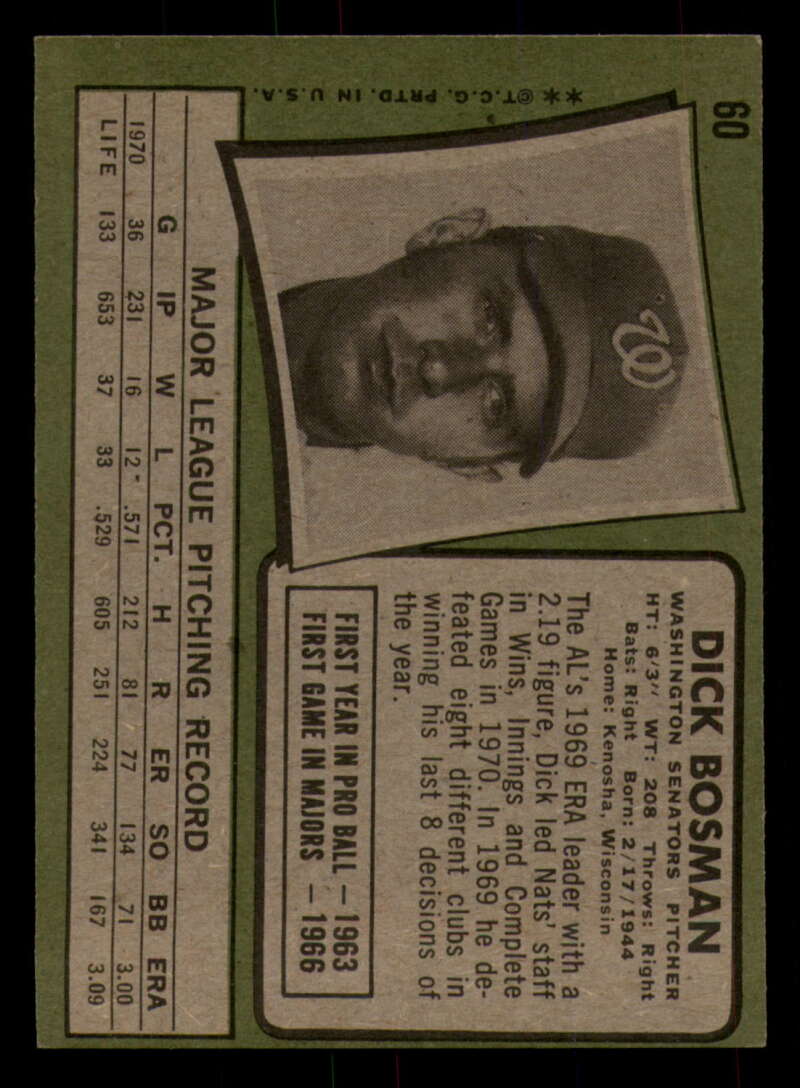 60
**@T.C.G. PRTD. IN U.S.A.
W
DICK BOSMAN
WASHINGTON SENATORS PITCHER
HT: 6'3" WT: 208 Throws: Right
Bats: Right Born: 2/17/1944
Home: Kenosha, Wisconsin
The AL's 1969 ERA leader with a
2.19 figure, Dick led Nats' staff
in Wins, Innings and Complete
Games in 1970. In 1969 he de-
feated eight different clubs in
winning his last 8 decisions of
the year.
FIRST YEAR IN PRO BALL — 1963
FIRST GAME IN MAJORS — 1966
MAJOR LEAGUE PITCHING RECORD
G IP W L PCT. H R ER SO BB ERA
1970 36 231 16 12 .571 212 81 77 134 71 3.00
LIFE 133 653 37 33 .529 605 251 224 341 167 3.09